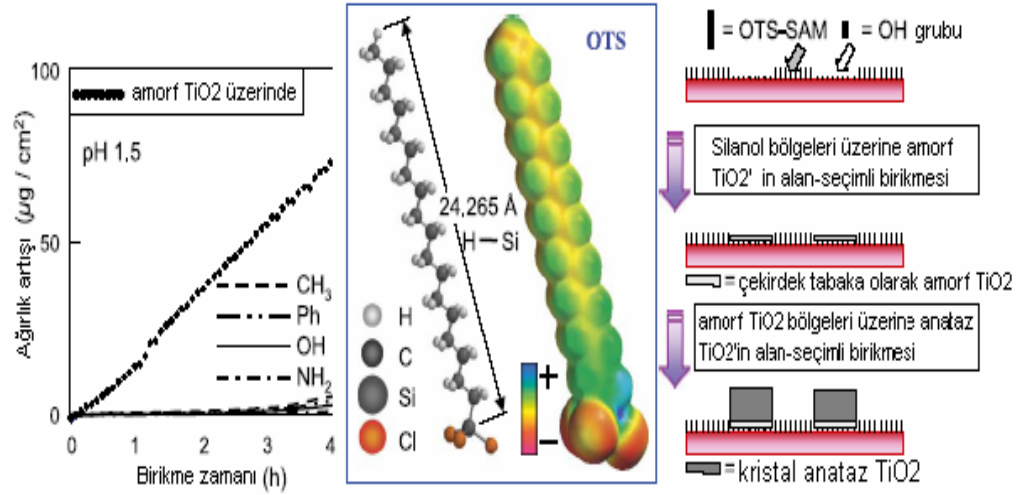 100
50
0
Ağırlık artışı (µg / cm²)
amorf TiO2 üzerinde
pH 1.5
CH₃
Ph
OH
NH₂
0 1 2 3 4
Birikme zamanı (h)
OTS
24,265 Å
H—Si
H
C
Si
Cl
+
−
= OTS-SAM = OH grubu
Silanol bölgeleri üzerine amorf
TiO2' in alan-seçimli birikmesi
= çekirdek tabaka olarak amorf TiO2
amorf TiO2 bölgeleri üzerine anataz
TiO2'in alan-seçimli birikmesi
= kristal anataz TiO2